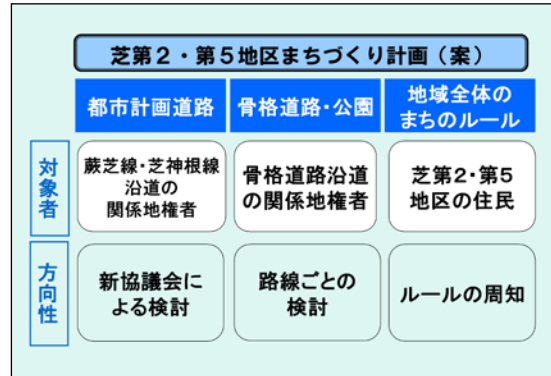 芝第2・第5地区まちづくり計画（案）
都市計画道路
骨格道路・公園
地域全体の
まちのルール
対象者
蕨芝線・芝神根線
沿道の
関係地権者
骨格道路沿道
の関係地権者
芝第2・第5
地区の住民
方向性
新協議会に
よる検討
路線ごとの
検討
ルールの周知